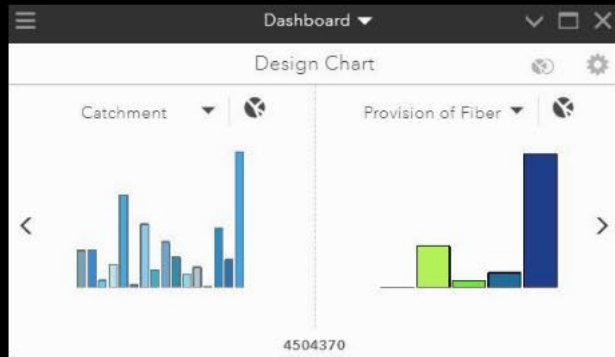 Dashboard
Design Chart
Catchment
Provision of Fiber
4504370